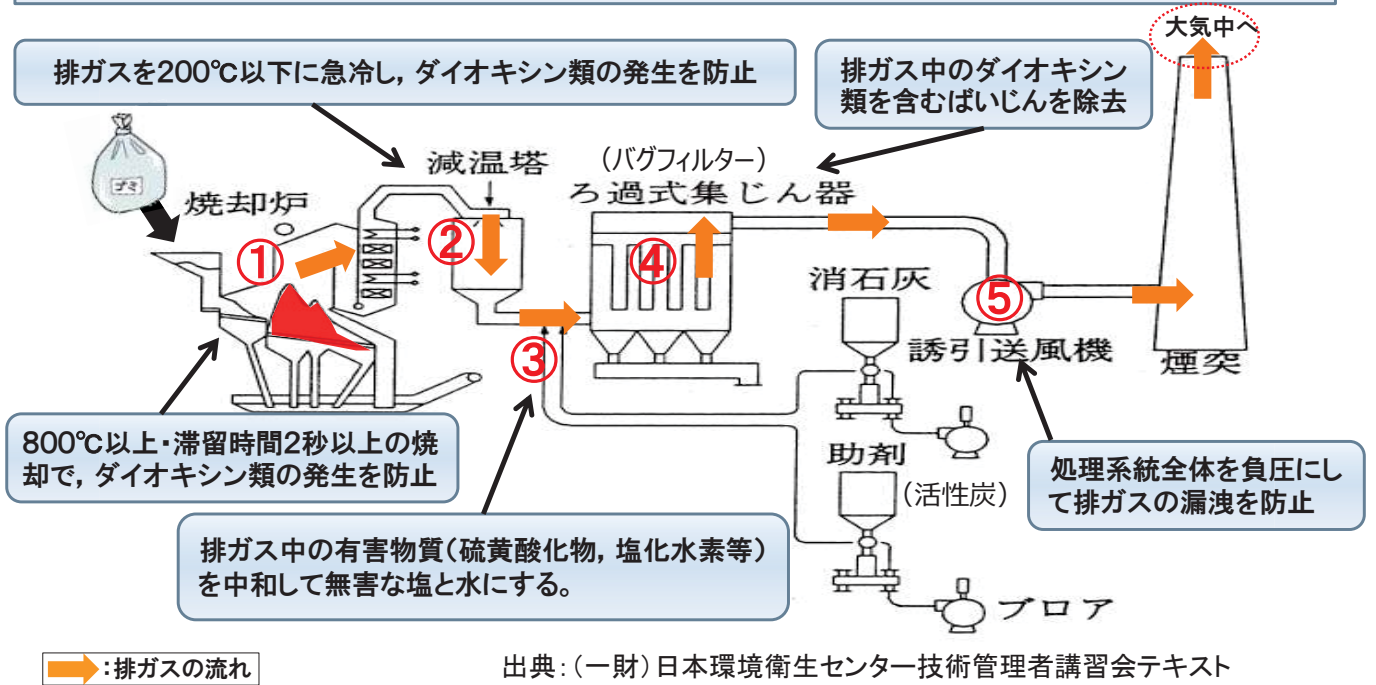 大気中へ
排ガスを200℃以下に急冷し，ダイオキシン類の発生を防止
排ガス中のダイオキシン
類を含むばいじんを除去
ゴミ
焼却炉
減温塔
（バグフィルター）
ろ過式集じん器
①
②
③
④
⑤
消石灰
誘引送風機
煙突
800℃以上・滞留時間2秒以上の焼
却で，ダイオキシン類の発生を防止
助剤
（活性炭）
処理系統全体を負圧にし
て排ガスの漏洩を防止
排ガス中の有害物質（硫黄酸化物，塩化水素等）
を中和して無害な塩と水にする。
ブロア
：排ガスの流れ
出典：（一財）日本環境衛生センター技術管理者講習会テキスト